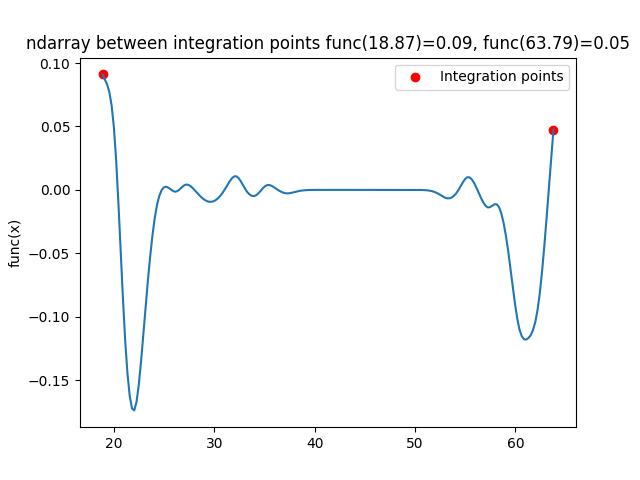 ndarray between integration points func(18.87)=0.09, func(63.79)=0.05
Integration points
0.10
0.05
0.00
−0.05
−0.10
−0.15
func(x)
20 30 40 50 60